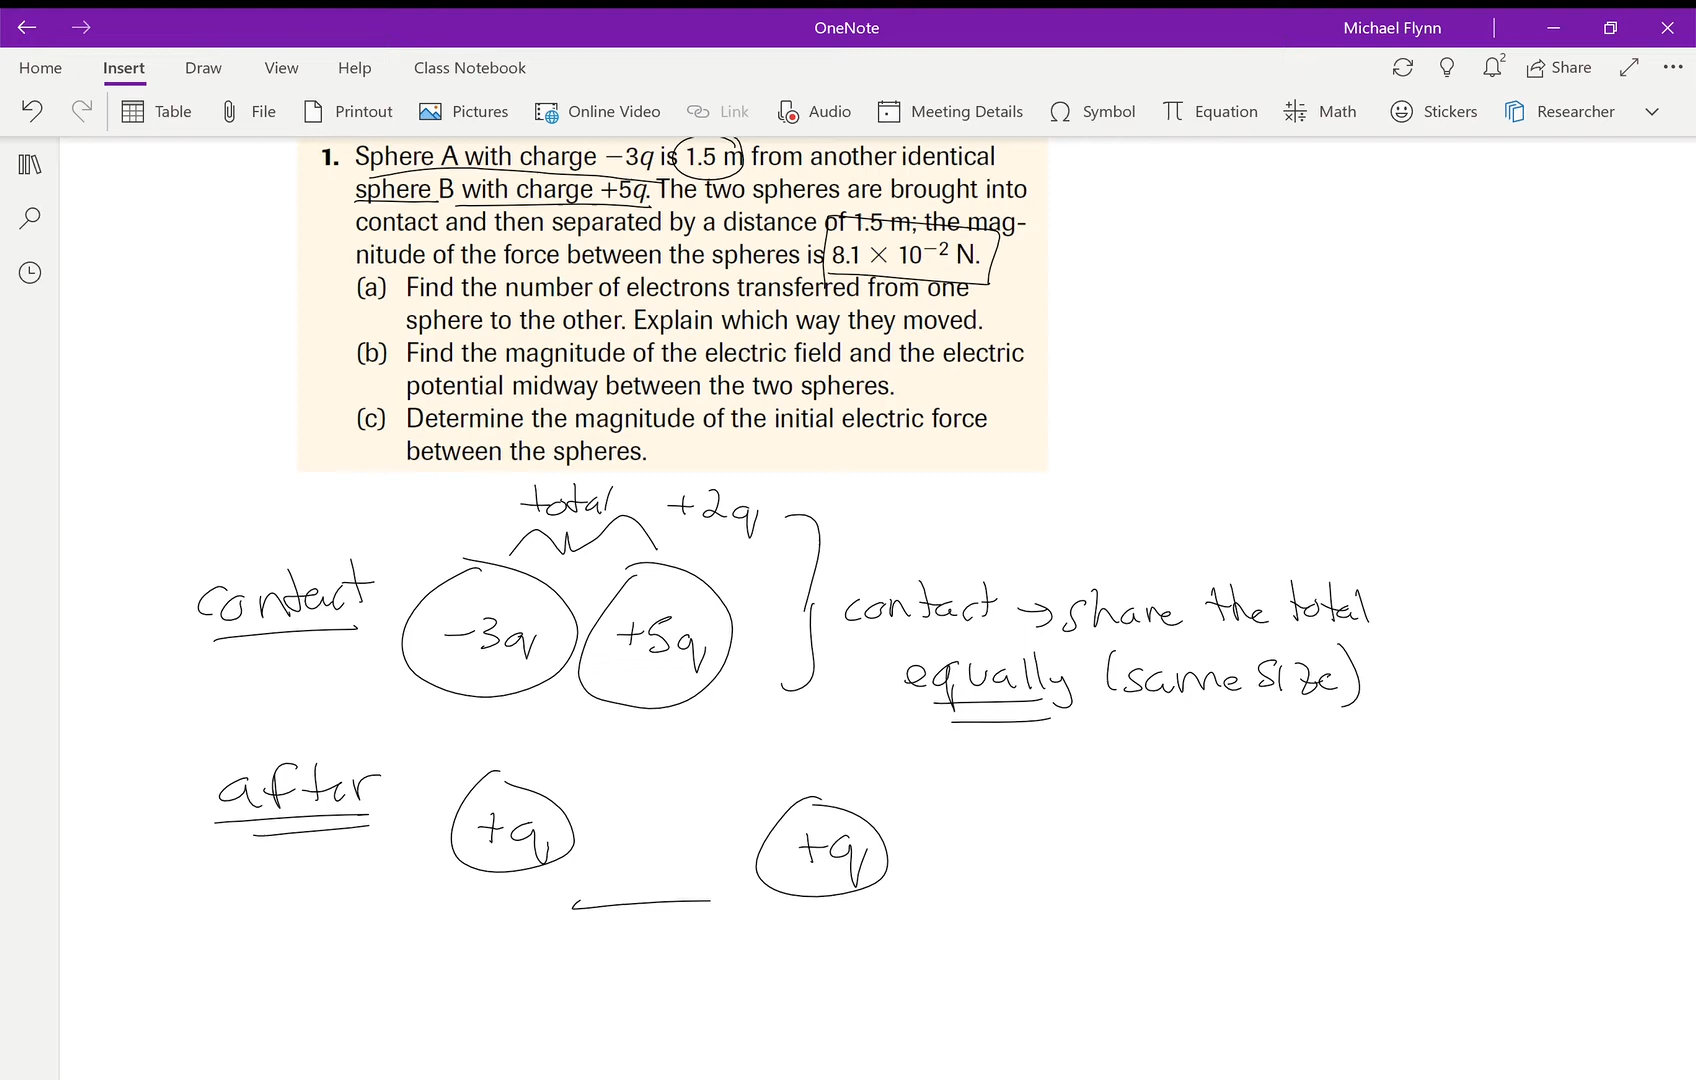 OneNote
Michael Flynn
Home Insert Draw View Help Class Notebook
2
Share
Table File Printout Pictures Online Video Link Audio Meeting Details Symbol Equation Math Stickers Researcher
1. Sphere A with charge −3q is 1.5 m from another identical
sphere B with charge +5q. The two spheres are brought into
contact and then separated by a distance of 1.5 m; the mag-
nitude of the force between the spheres is 8.1 × 10⁻² N.
(a) Find the number of electrons transferred from one
sphere to the other. Explain which way they moved.
(b) Find the magnitude of the electric field and the electric
potential midway between the two spheres.
(c) Determine the magnitude of the initial electric force
between the spheres.
total +2q
contact −3q +5q contact → share the total
equally (same size)
after +q +q